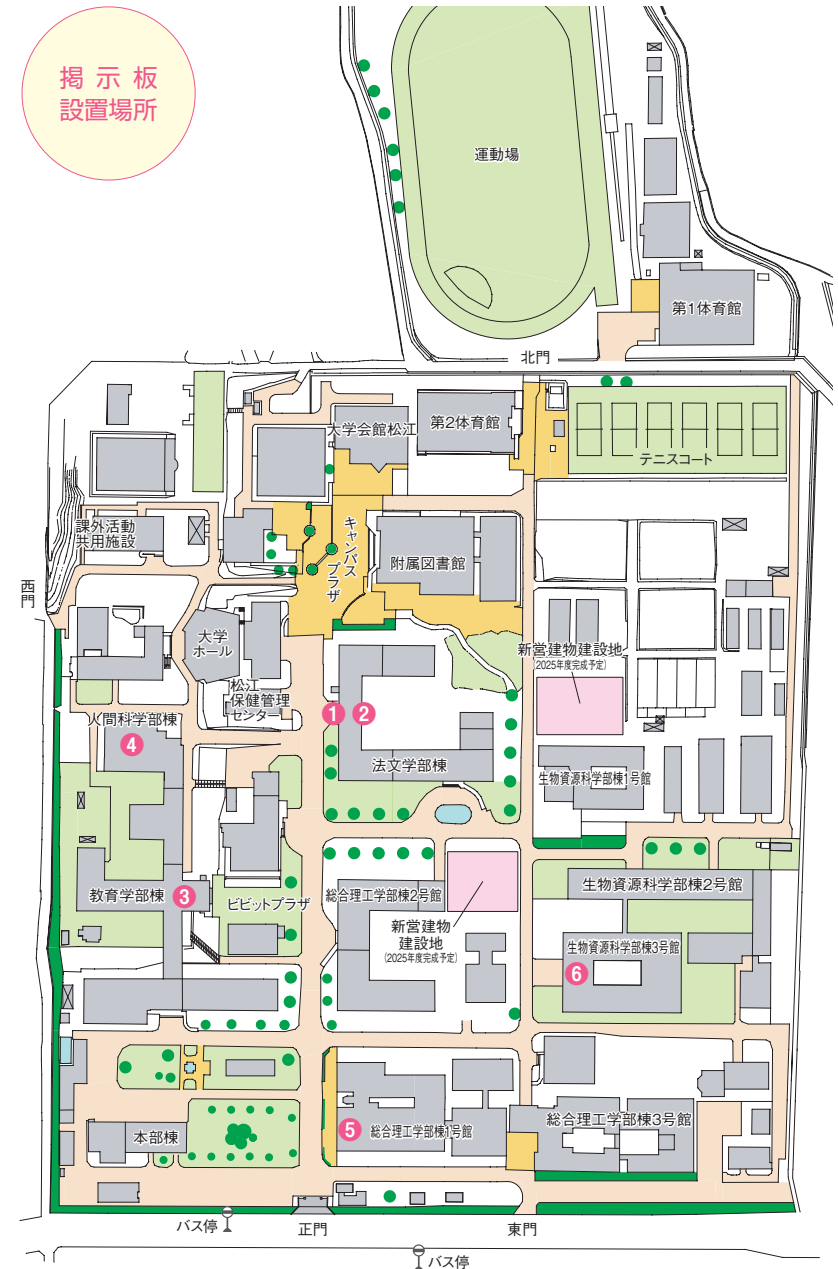 掲示板
設置場所
運動場
第1体育館
北門
大学会館松江
第2体育館
テニスコート
課外活動
共用施設
キャンパス
プラザ
附属図書館
西門
大学
ホール
新営建物建設地
(2025年度完成予定)
松江
保健管理
センター
人間科学部棟
4
1
2
法文学部棟
生物資源科学部棟1号館
教育学部棟
3
ビビットプラザ
総合理工学部棟2号館
新営建物
建設地
(2025年度完成予定)
生物資源科学部棟2号館
生物資源科学部棟3号館
6
本部棟
5
総合理工学部棟1号館
総合理工学部棟3号館
バス停
正門
東門
バス停